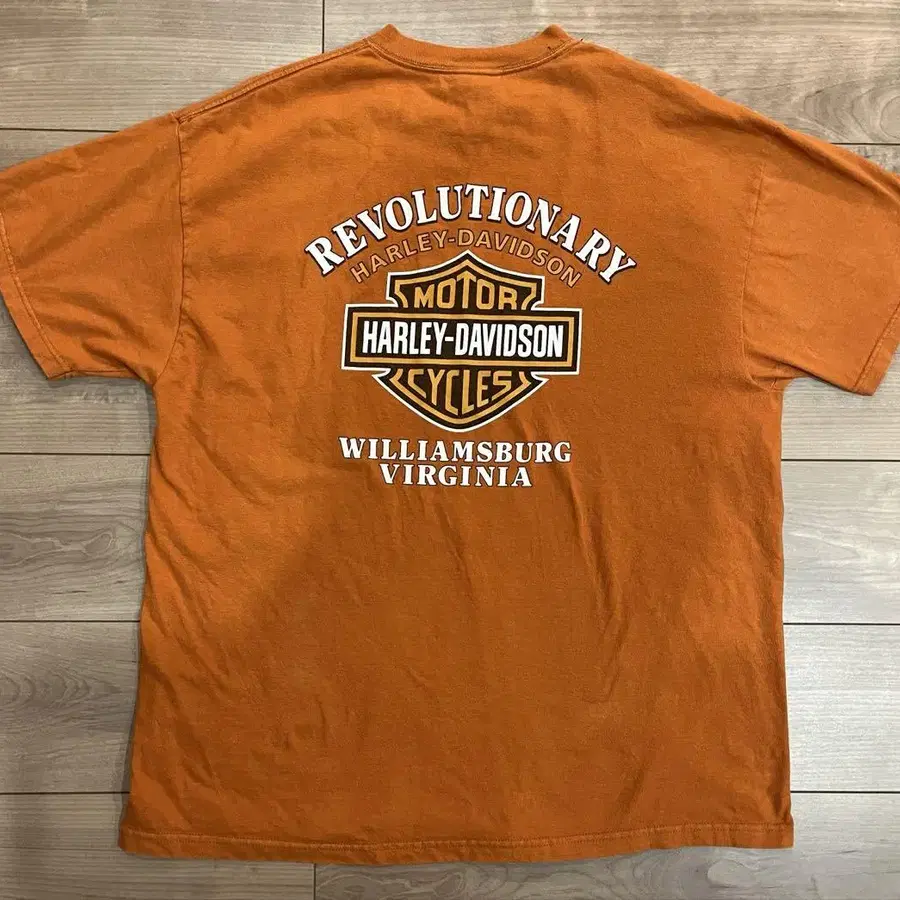 REVOLUTIONARY
HARLEY-DAVIDSON
MOTOR
HARLEY-DAVIDSON
CYCLES
WILLIAMSBURG
VIRGINIA